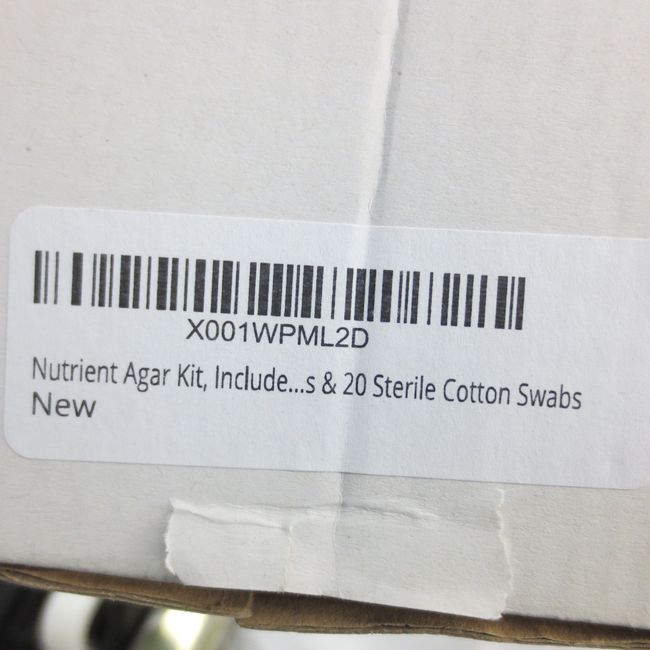 X001WPML2D
Nutrient Agar Kit, Include...s & 20 Sterile Cotton Swabs
New